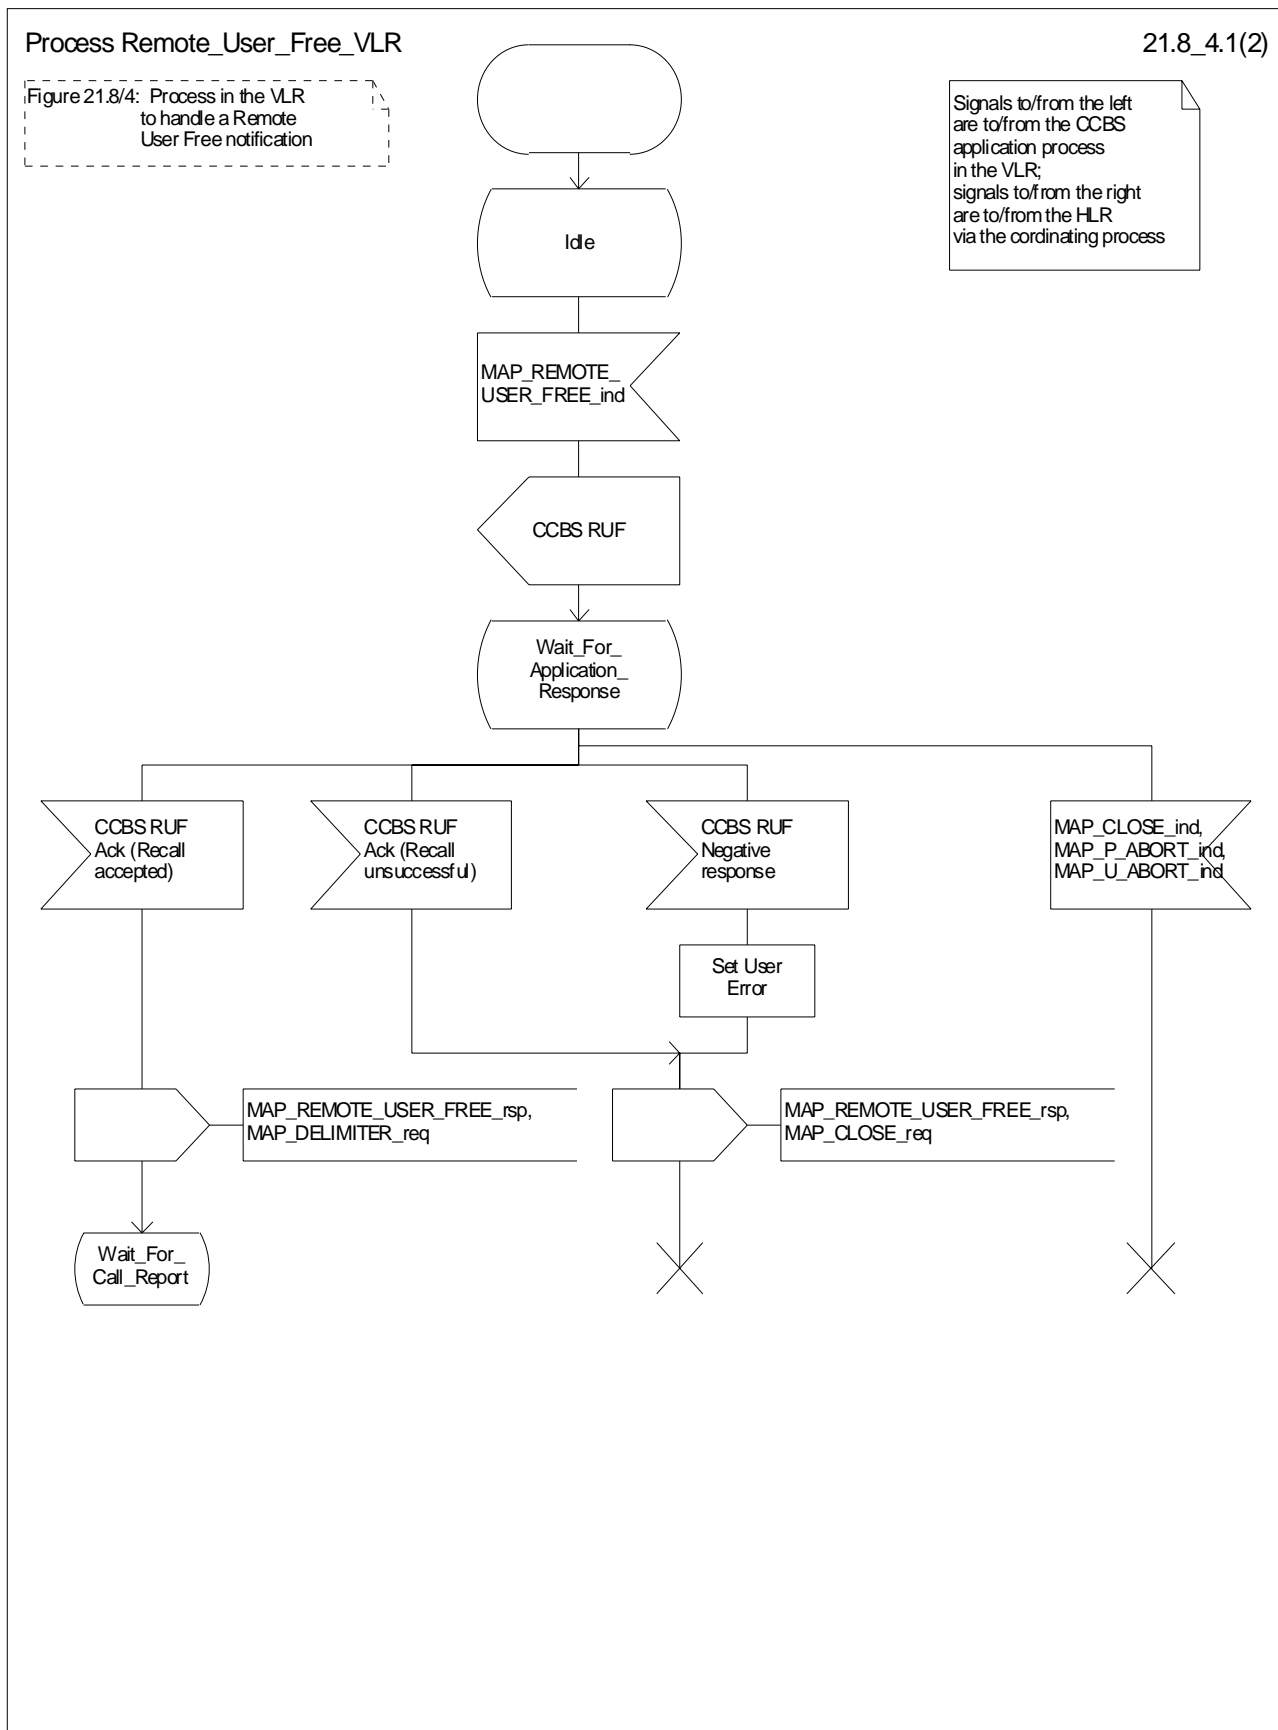 Process Remote_User_Free_VLR
21.8_4.1(2)
Figure 21.8/4: Process in the VLR
to handle a Remote
User Free notification
Signals to/from the left
are to/from the CCBS
application process
in the VLR;
signals to/from the right
are to/from the HLR
via the cordinating process
Idle
MAP_REMOTE_
USER_FREE_ind
CCBS RUF
Wait_For_
Application_
Response
CCBS RUF
Ack (Recall
accepted)
CCBS RUF
Ack (Recall
unsuccessful)
CCBS RUF
Negative
response
MAP_CLOSE_ind,
MAP_P_ABORT_ind,
MAP_U_ABORT_ind
Set User
Error
MAP_REMOTE_USER_FREE_rsp,
MAP_DELIMITER_req
MAP_REMOTE_USER_FREE_rsp,
MAP_CLOSE_req
Wait_For_
Call_Report